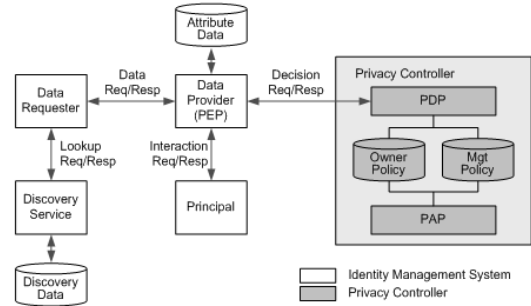 Attribute
Data
Data
Requester
Data
Req/Resp
Data
Provider
(PEP)
Decision
Req/Resp
Privacy Controller
PDP
Owner
Policy
Mgt
Policy
PAP
Lookup
Req/Resp
Interaction
Req/Resp
Discovery
Service
Principal
Discovery
Data
Identity Management System
Privacy Controller